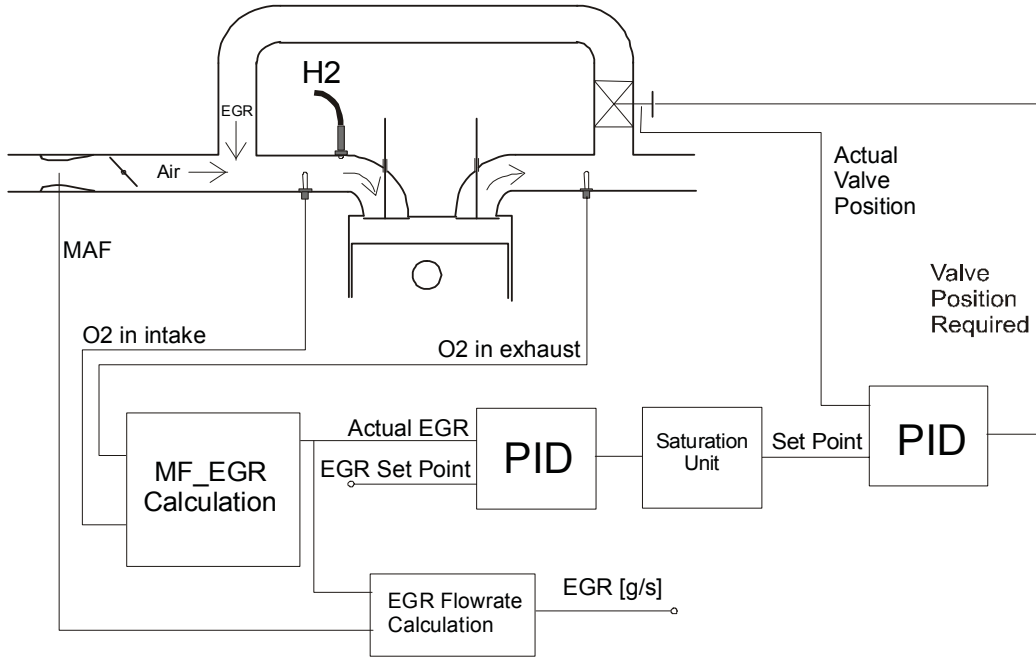 H2
EGR
Air
Actual
Valve
Position
MAF
Valve
Position
Required
O2 in intake
O2 in exhaust
Actual EGR
EGR Set Point
PID
Saturation
Unit
Set Point
PID
MF_EGR
Calculation
EGR Flowrate
Calculation
EGR [g/s]